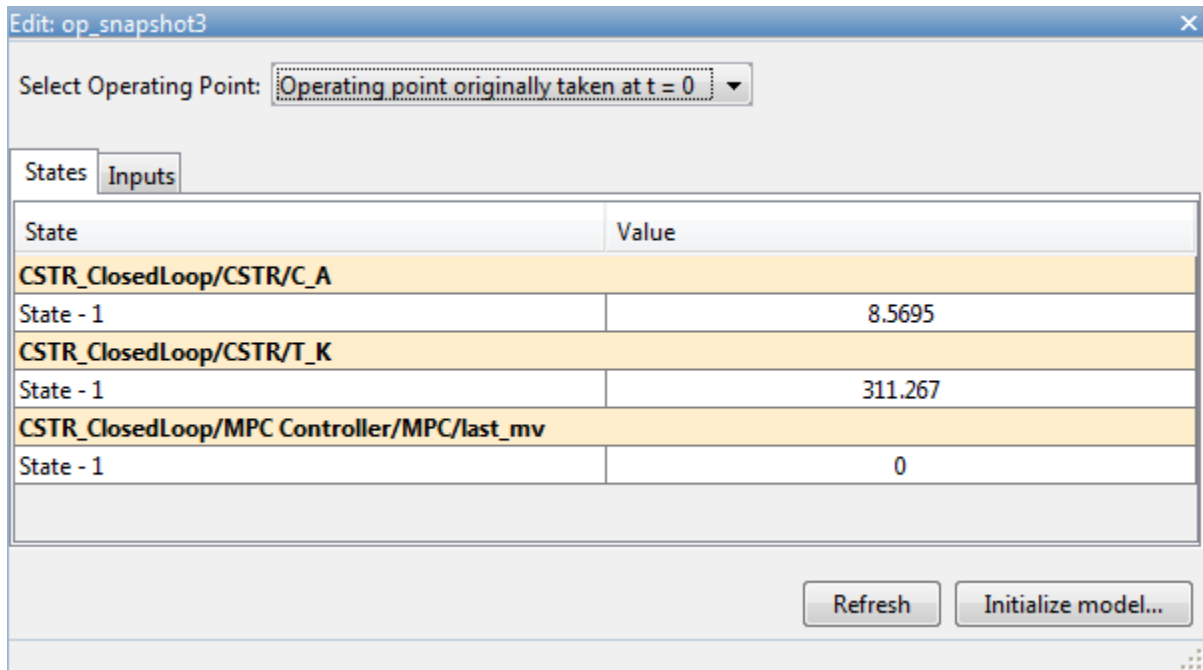 Edit: op_snapshot3
Select Operating Point: Operating point originally taken at t = 0
States Inputs
State Value
CSTR_ClosedLoop/CSTR/C_A
State - 1 8.5695
CSTR_ClosedLoop/CSTR/T_K
State - 1 311.267
CSTR_ClosedLoop/MPC Controller/MPC/last_mv
State - 1 0
Refresh Initialize model...